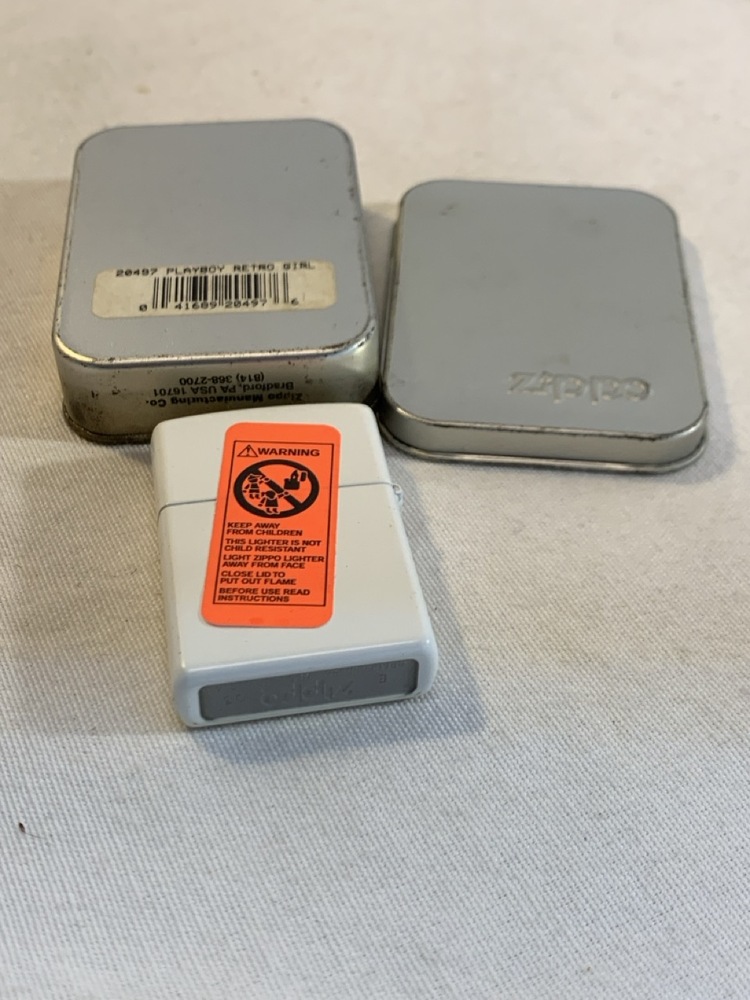 20497 PLAYBOY RETRO GIRL
0 41689 20497 6
Zippo Manufacturing Co.
Bradford, PA USA 16701
(814) 368-2700
zippo
WARNING
KEEP AWAY
FROM CHILDREN
THIS LIGHTER IS NOT
CHILD RESISTANT
LIGHT ZIPPO LIGHTER
AWAY FROM FACE
CLOSE LID TO
PUT OUT FLAME
BEFORE USE READ
INSTRUCTIONS
Zippo